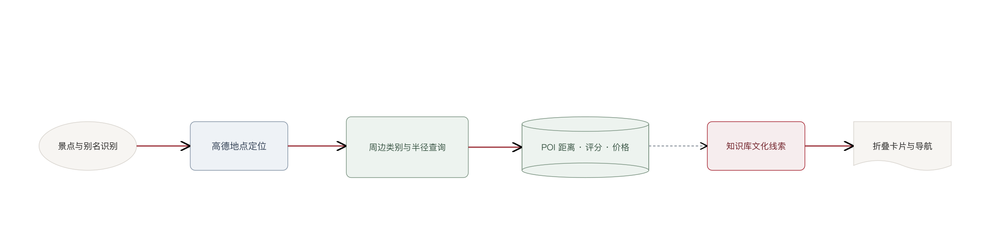 景点与别名识别
高德地点定位
周边类别与半径查询
POI 距离 · 评分 · 价格
知识库文化线索
折叠卡片与导航